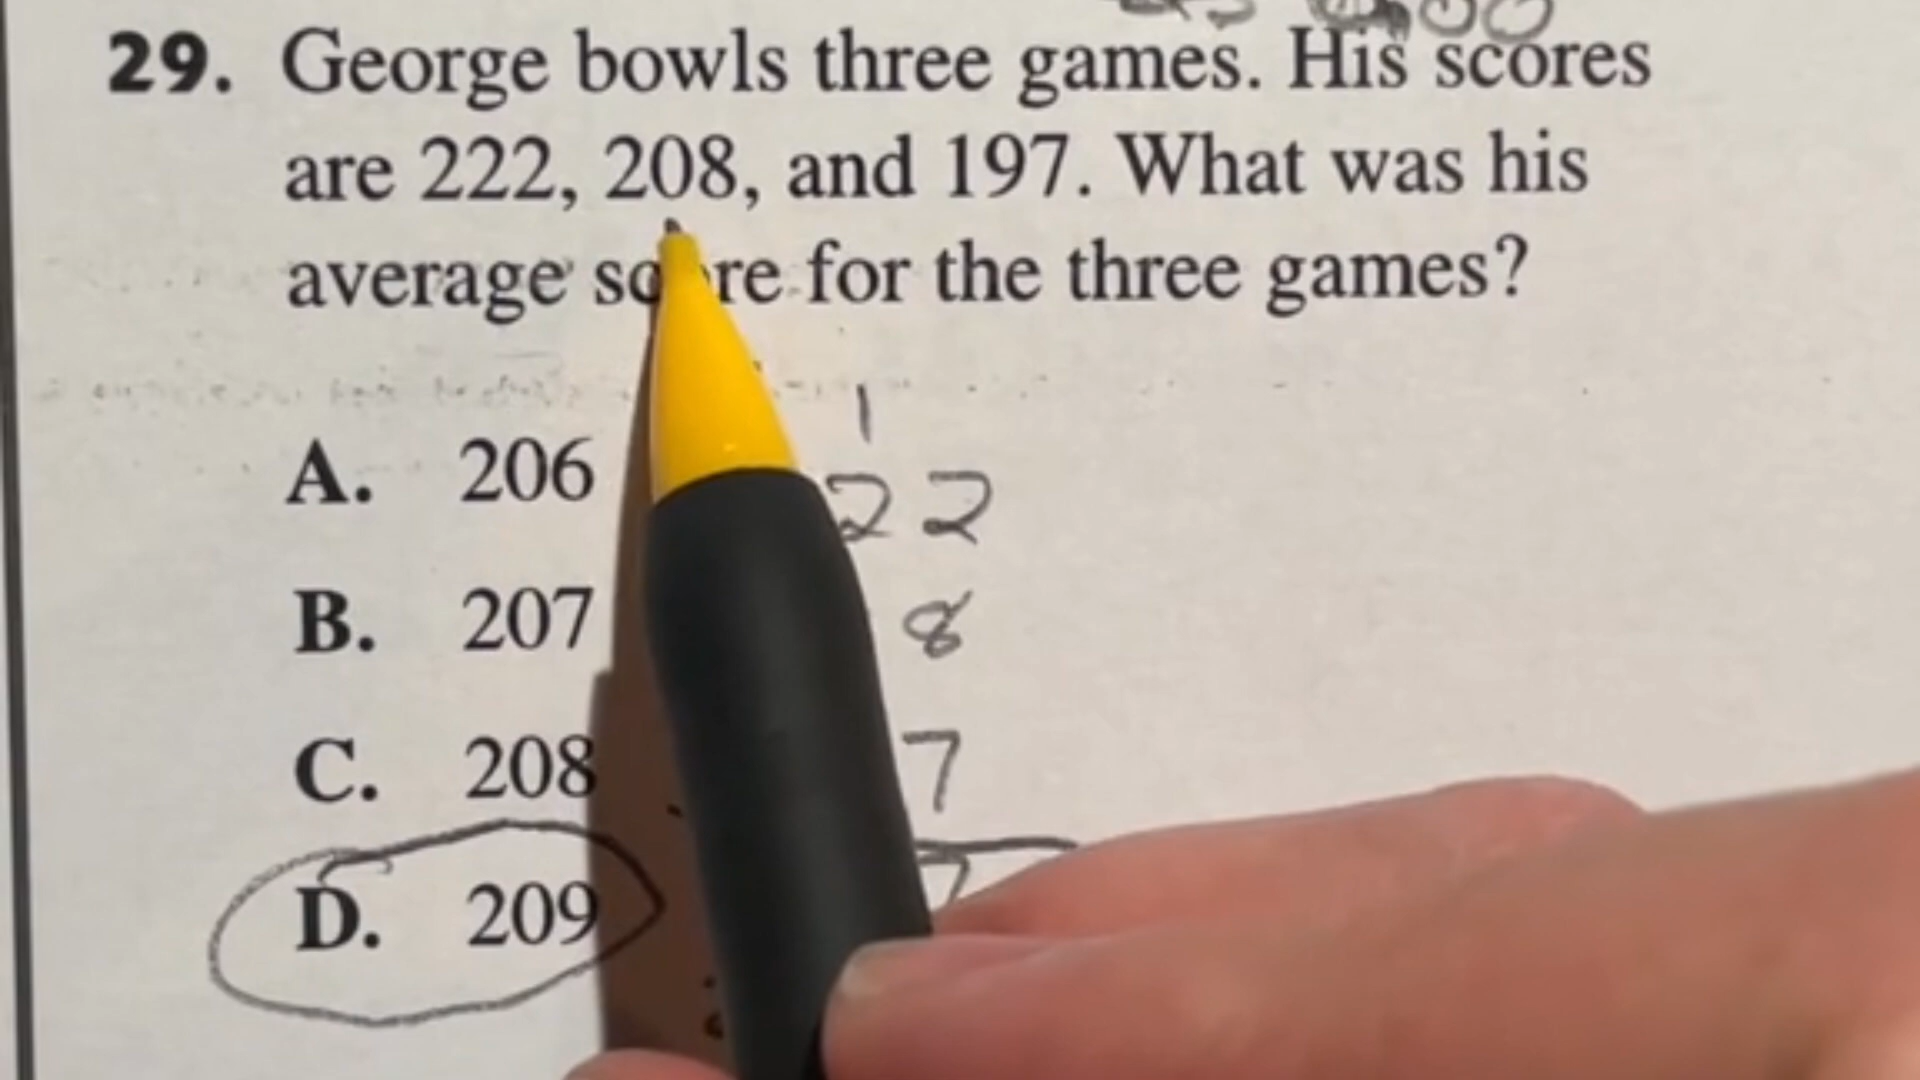 29. George bowls three games. His scores
are 222, 208, and 197. What was his
average for the three games?
1
A. 206 22
B. 207 8
C. 208 7
D. 209 7